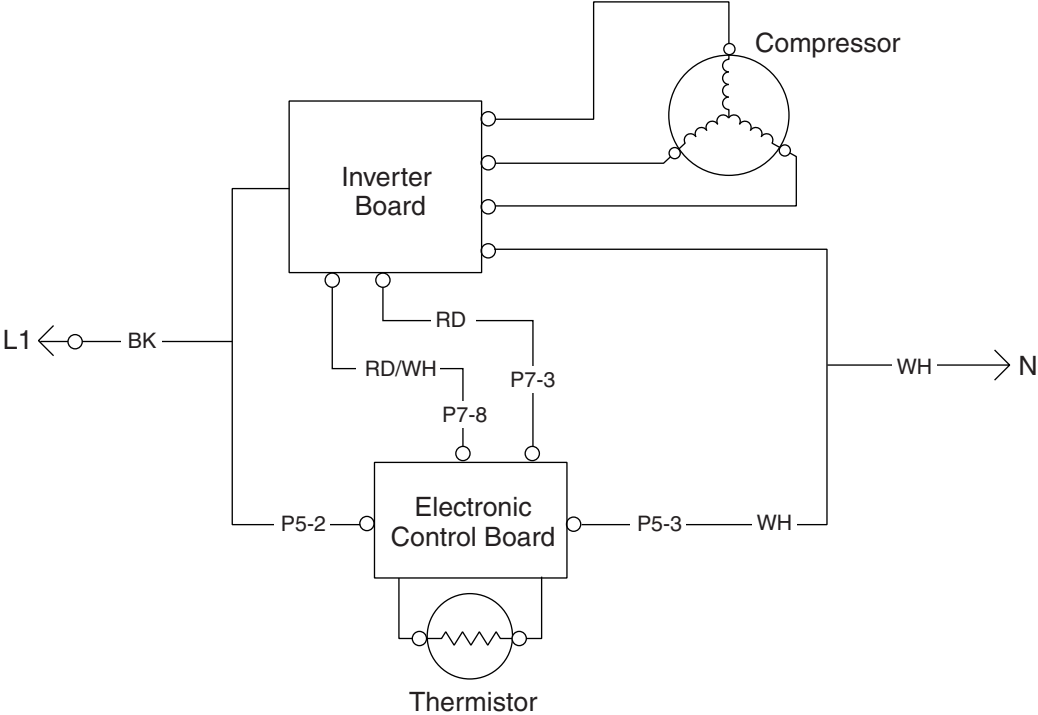 Compressor
Inverter
Board
L1
BK
RD
RD/WH
P7-3
WH
N
P7-8
Electronic
Control Board
P5-2
P5-3
WH
Thermistor